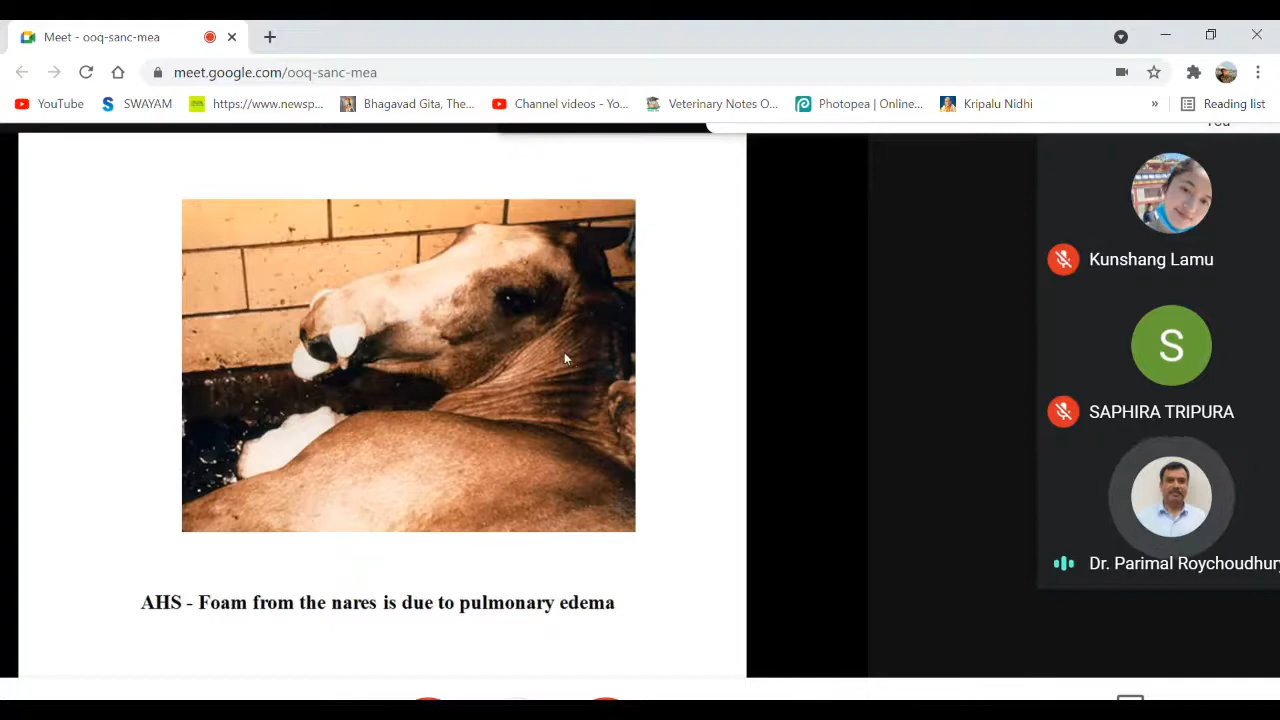 Meet - ooq-sanc-mea
meet.google.com/ooq-sanc-mea
YouTube
SWAYAM
https://www.newsp...
Bhagavad Gita, The...
Channel videos - Yo...
Veterinary Notes O...
Photopea | Online...
Kripalu Nidhi
»
Reading list
You
Kunshang Lamu
S
SAPHIRA TRIPURA
Dr. Parimal Roychoudhury
AHS - Foam from the nares is due to pulmonary edema